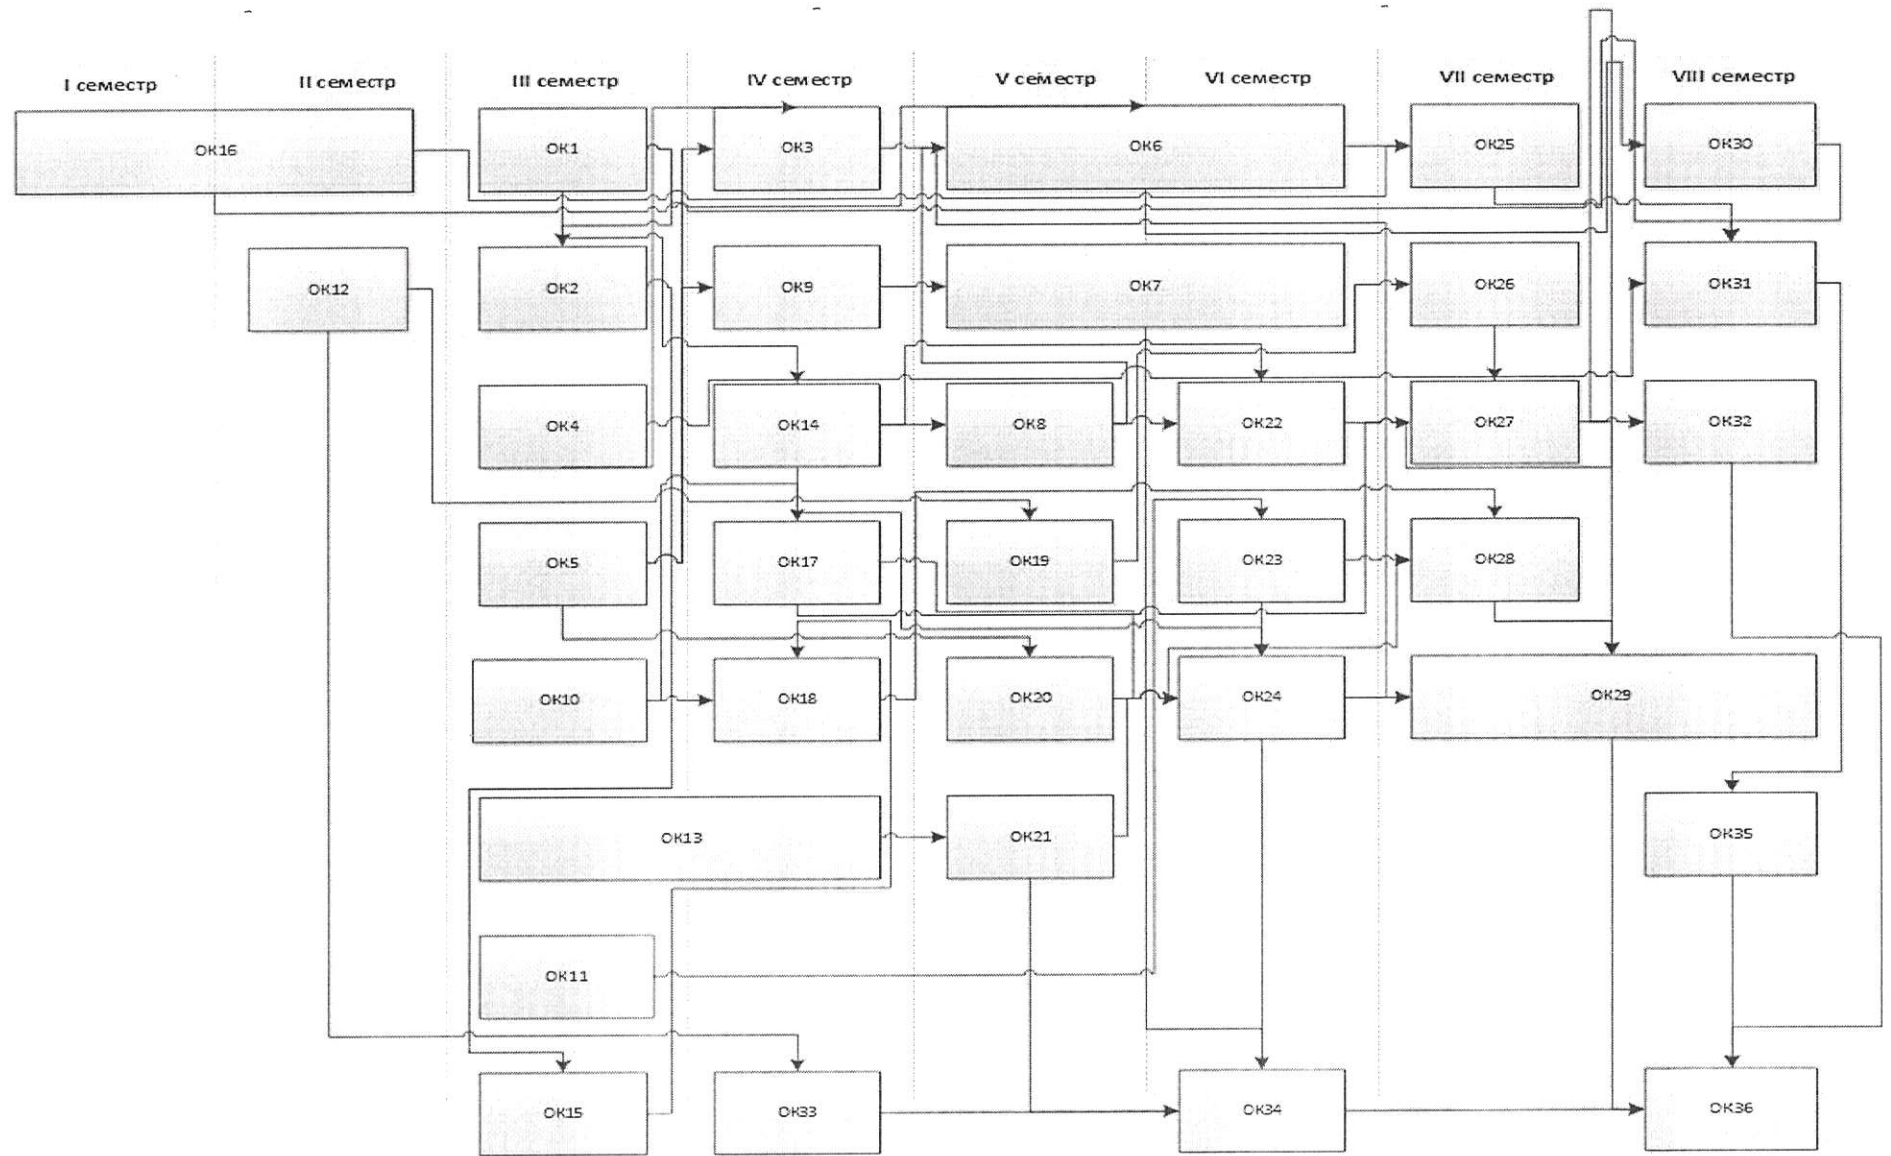 I семестр II семестр III семестр IV семестр V семестр VI семестр VII семестр VIII семестр
ОК16 ОК1 ОК3 ОК6 ОК25 ОК30
ОК12 ОК2 ОК9 ОК7 ОК26 ОК31
ОК4 ОК14 ОК8 ОК22 ОК27 ОК32
ОК5 ОК17 ОК19 ОК23 ОК28
ОК10 ОК18 ОК20 ОК24 ОК29
ОК13 ОК21 ОК35
ОК11
ОК15 ОК33 ОК34 ОК36